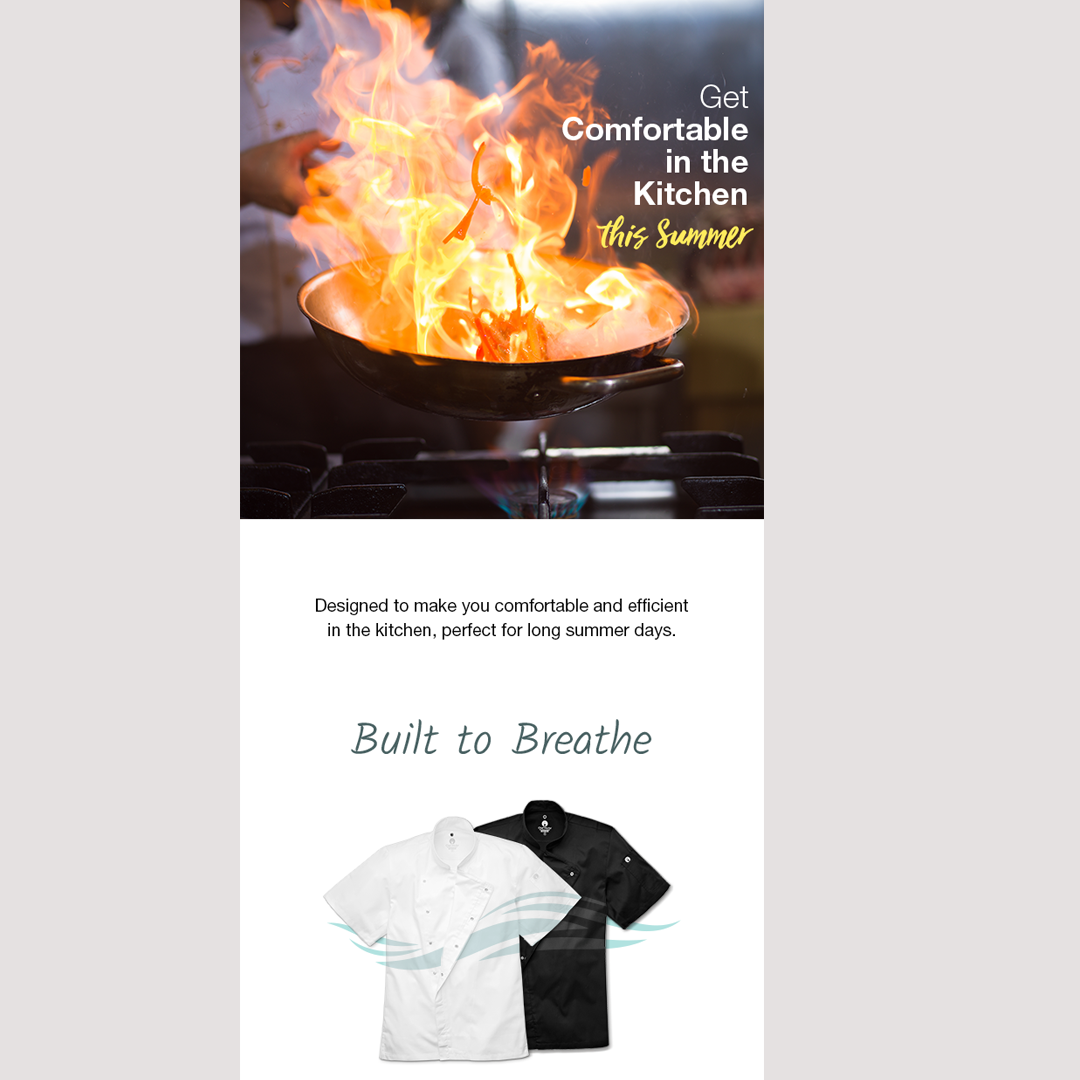 Get
Comfortable
in the
Kitchen
this Summer
Designed to make you comfortable and efficient
in the kitchen, perfect for long summer days.
Built to Breathe